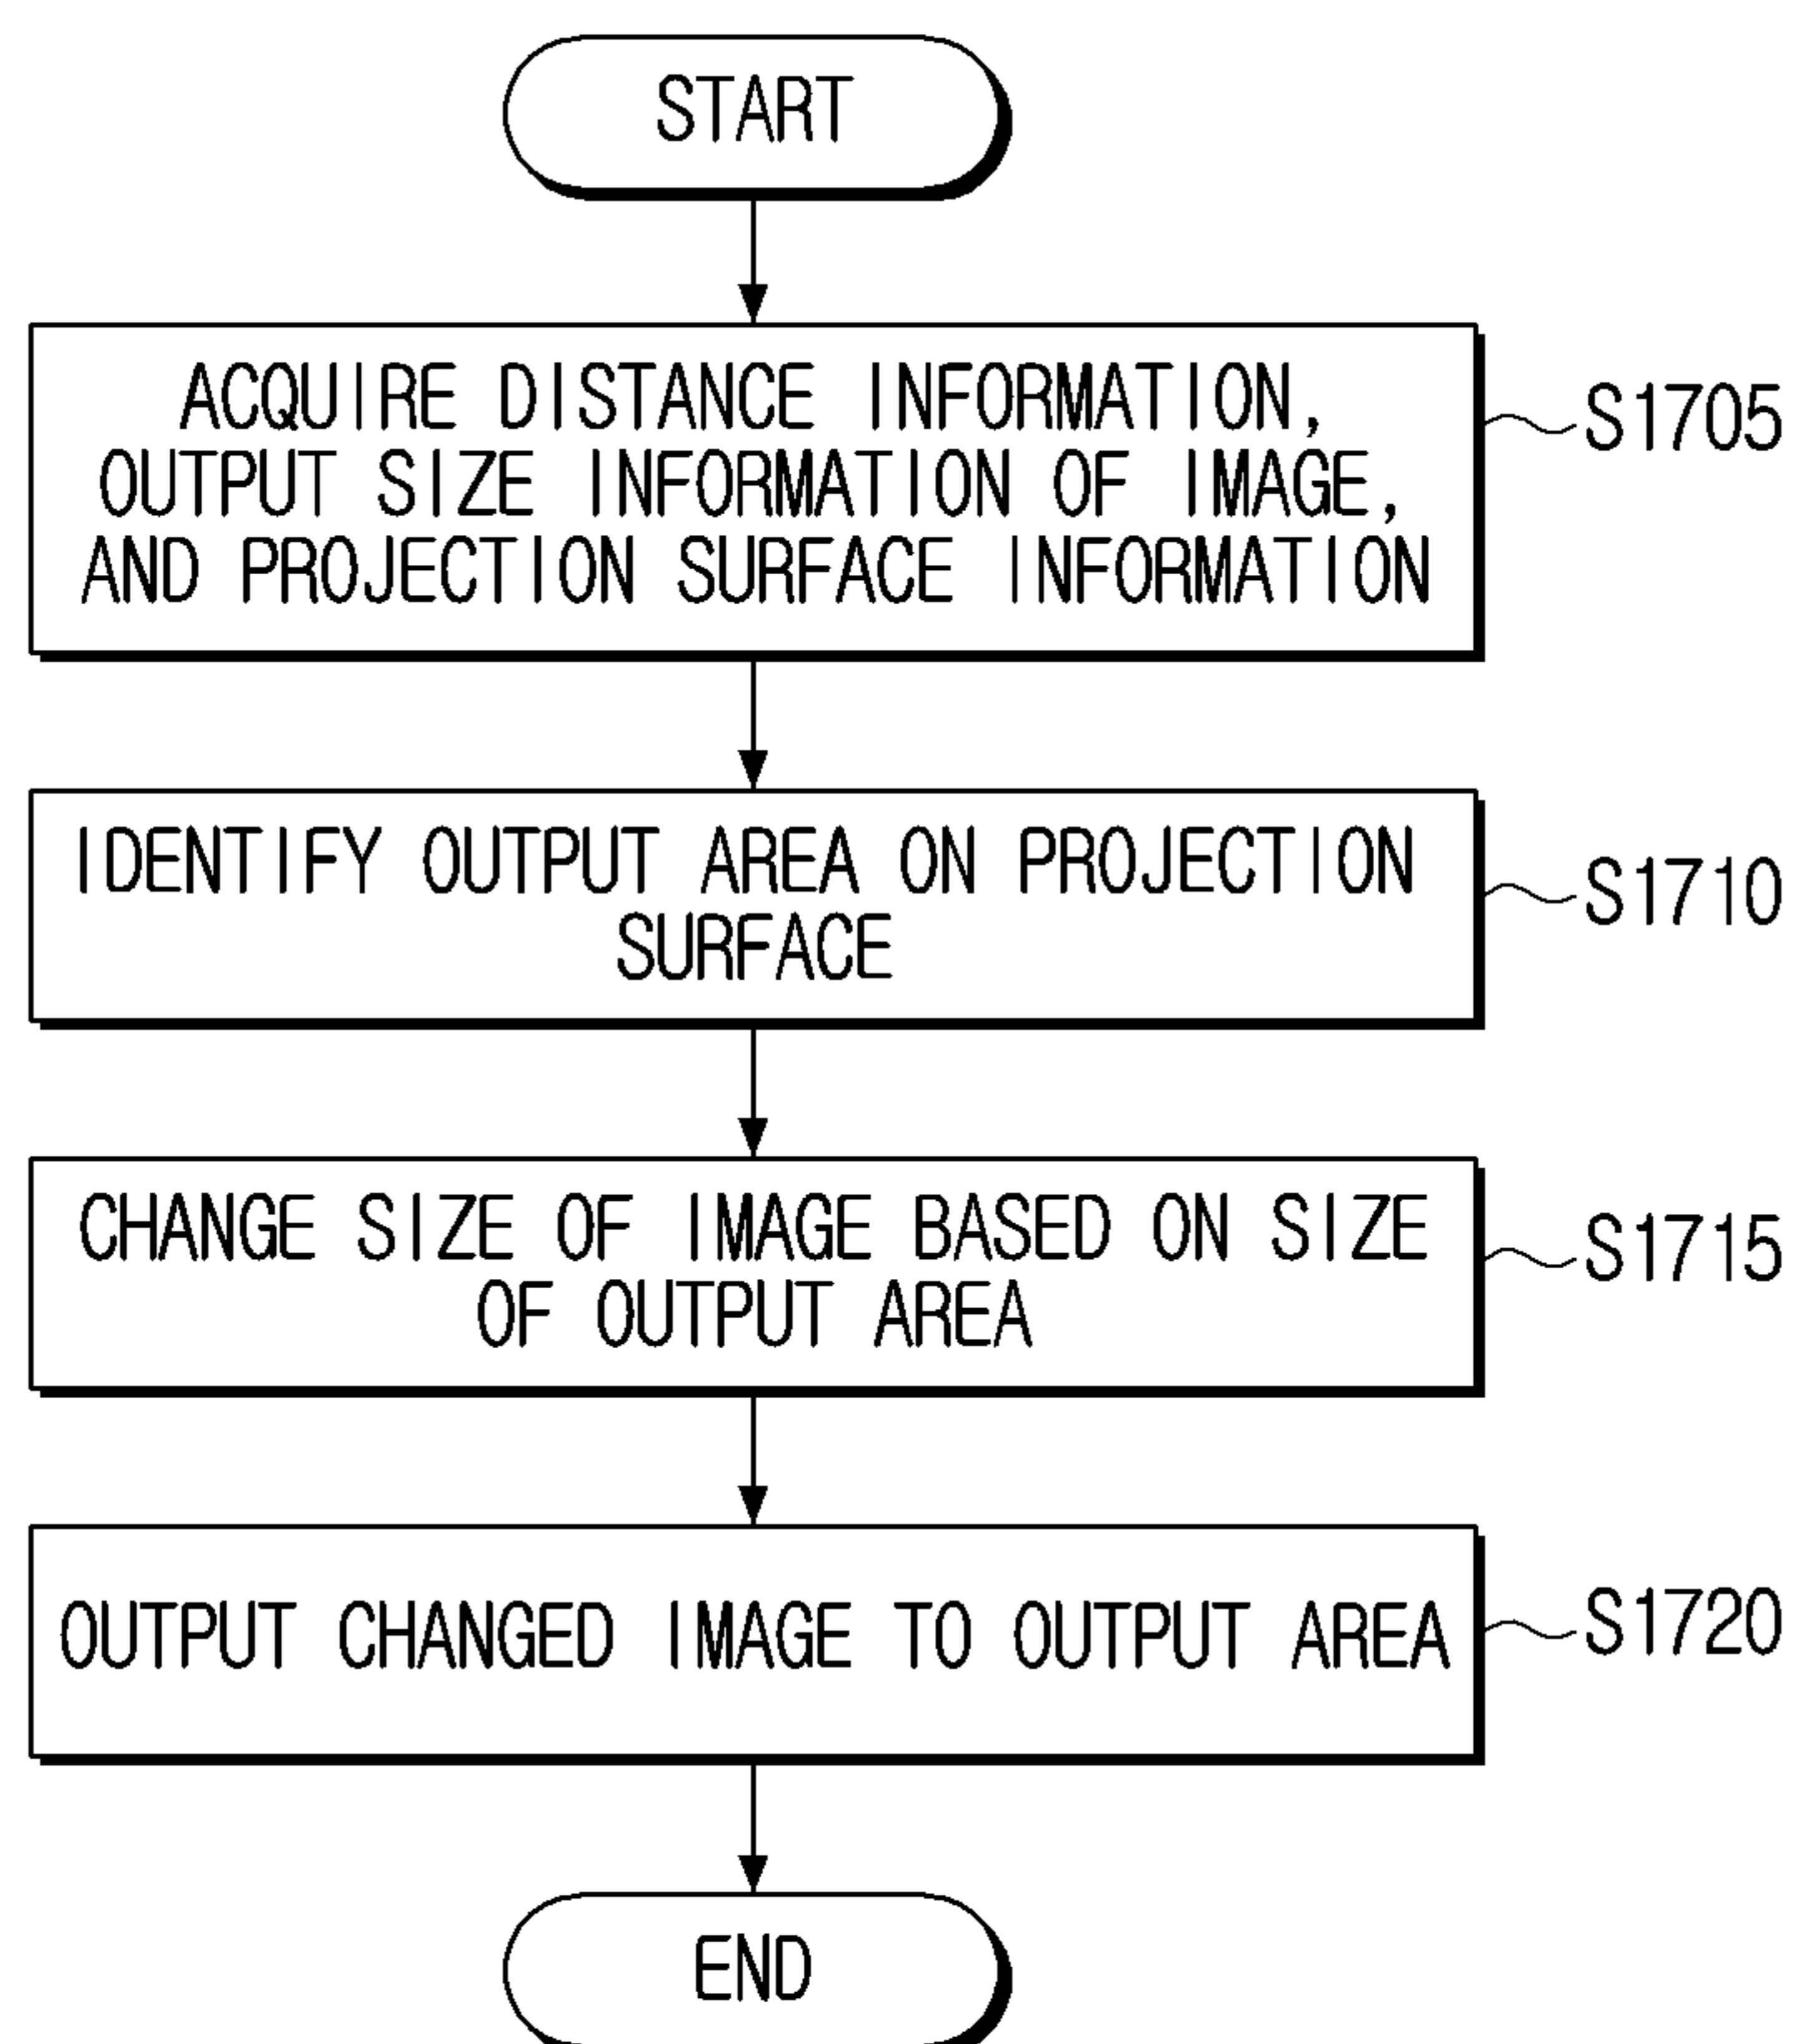 START
ACQUIRE DISTANCE INFORMATION,
OUTPUT SIZE INFORMATION OF IMAGE,
AND PROJECTION SURFACE INFORMATION
S1705
IDENTIFY OUTPUT AREA ON PROJECTION
SURFACE
S1710
CHANGE SIZE OF IMAGE BASED ON SIZE
OF OUTPUT AREA
S1715
OUTPUT CHANGED IMAGE TO OUTPUT AREA
S1720
END